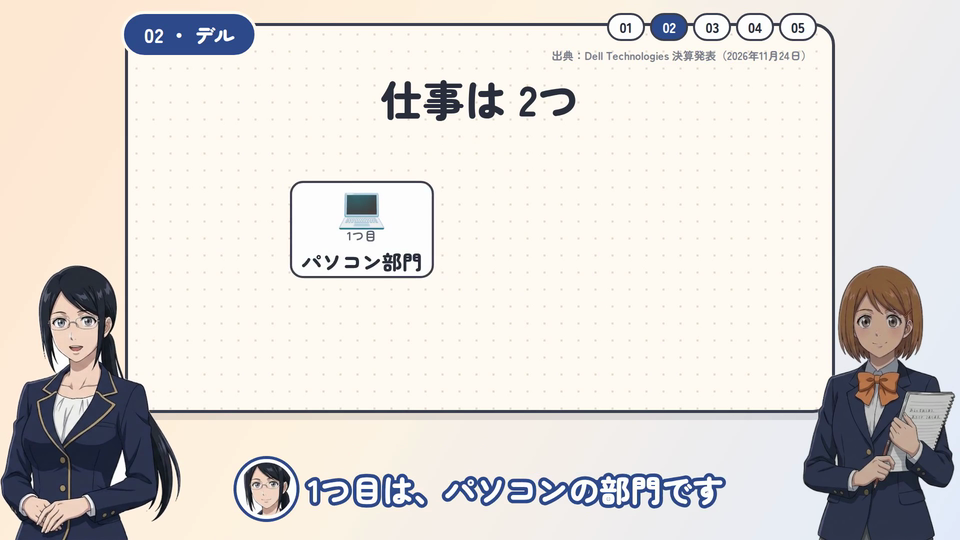 02 ・ デル
01 02 03 04 05
出典：Dell Technologies 決算発表（2026年11月24日）
仕事は 2つ
1つ目
パソコン部門
1つ目は、パソコンの部門です